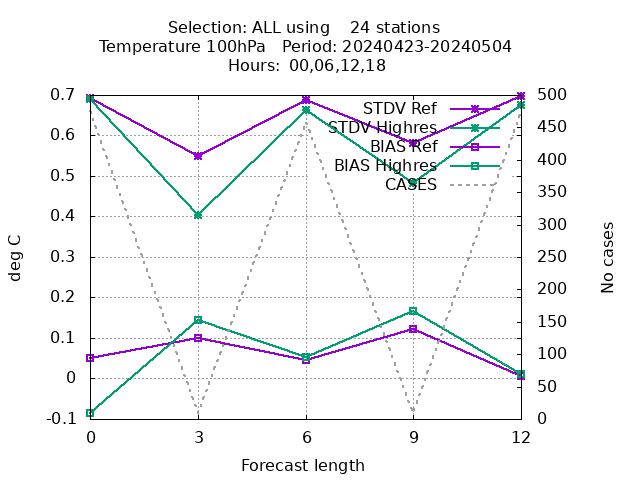 Selection: ALL using    24 stations
Temperature 100hPa   Period: 20240423-20240504
Hours: 00,06,12,18
0.7
0.6
0.5
0.4
0.3
0.2
0.1
0
-0.1
500
450
400
350
300
250
200
150
100
50
0
STDV Ref
STDV Highres
BIAS Ref
BIAS Highres
CASES
deg C
No cases
0 3 6 9 12
Forecast length